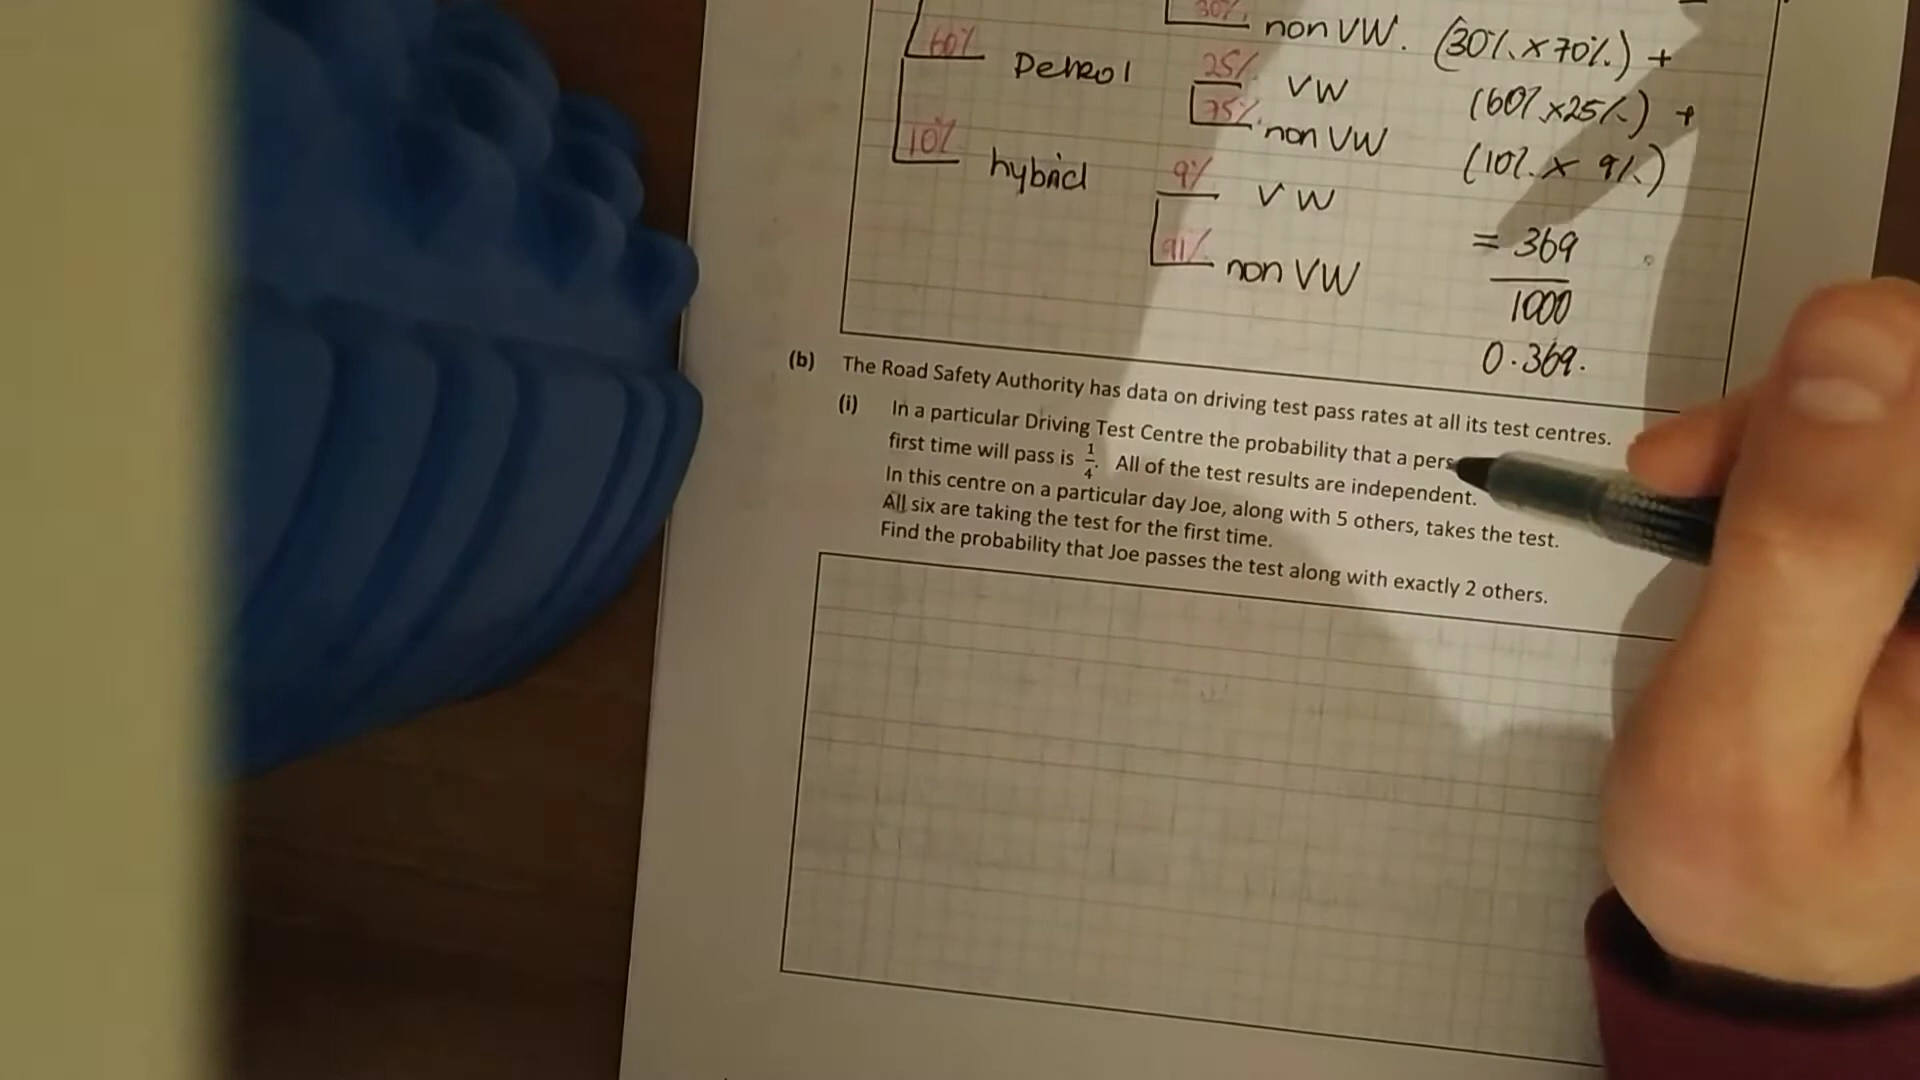 30% non VW. (30% x 70%) +
60% Petrol 25% VW (60% x 25%) +
75% non VW
10% hybrid 9% VW (10% x 9%)
91% non VW
= 369
1000
0.369.
(b) The Road Safety Authority has data on driving test pass rates at all its test centres.
(i) In a particular Driving Test Centre the probability that a pers
first time will pass is 1/4. All of the test results are independent.
In this centre on a particular day Joe, along with 5 others, takes the test.
All six are taking the test for the first time.
Find the probability that Joe passes the test along with exactly 2 others.